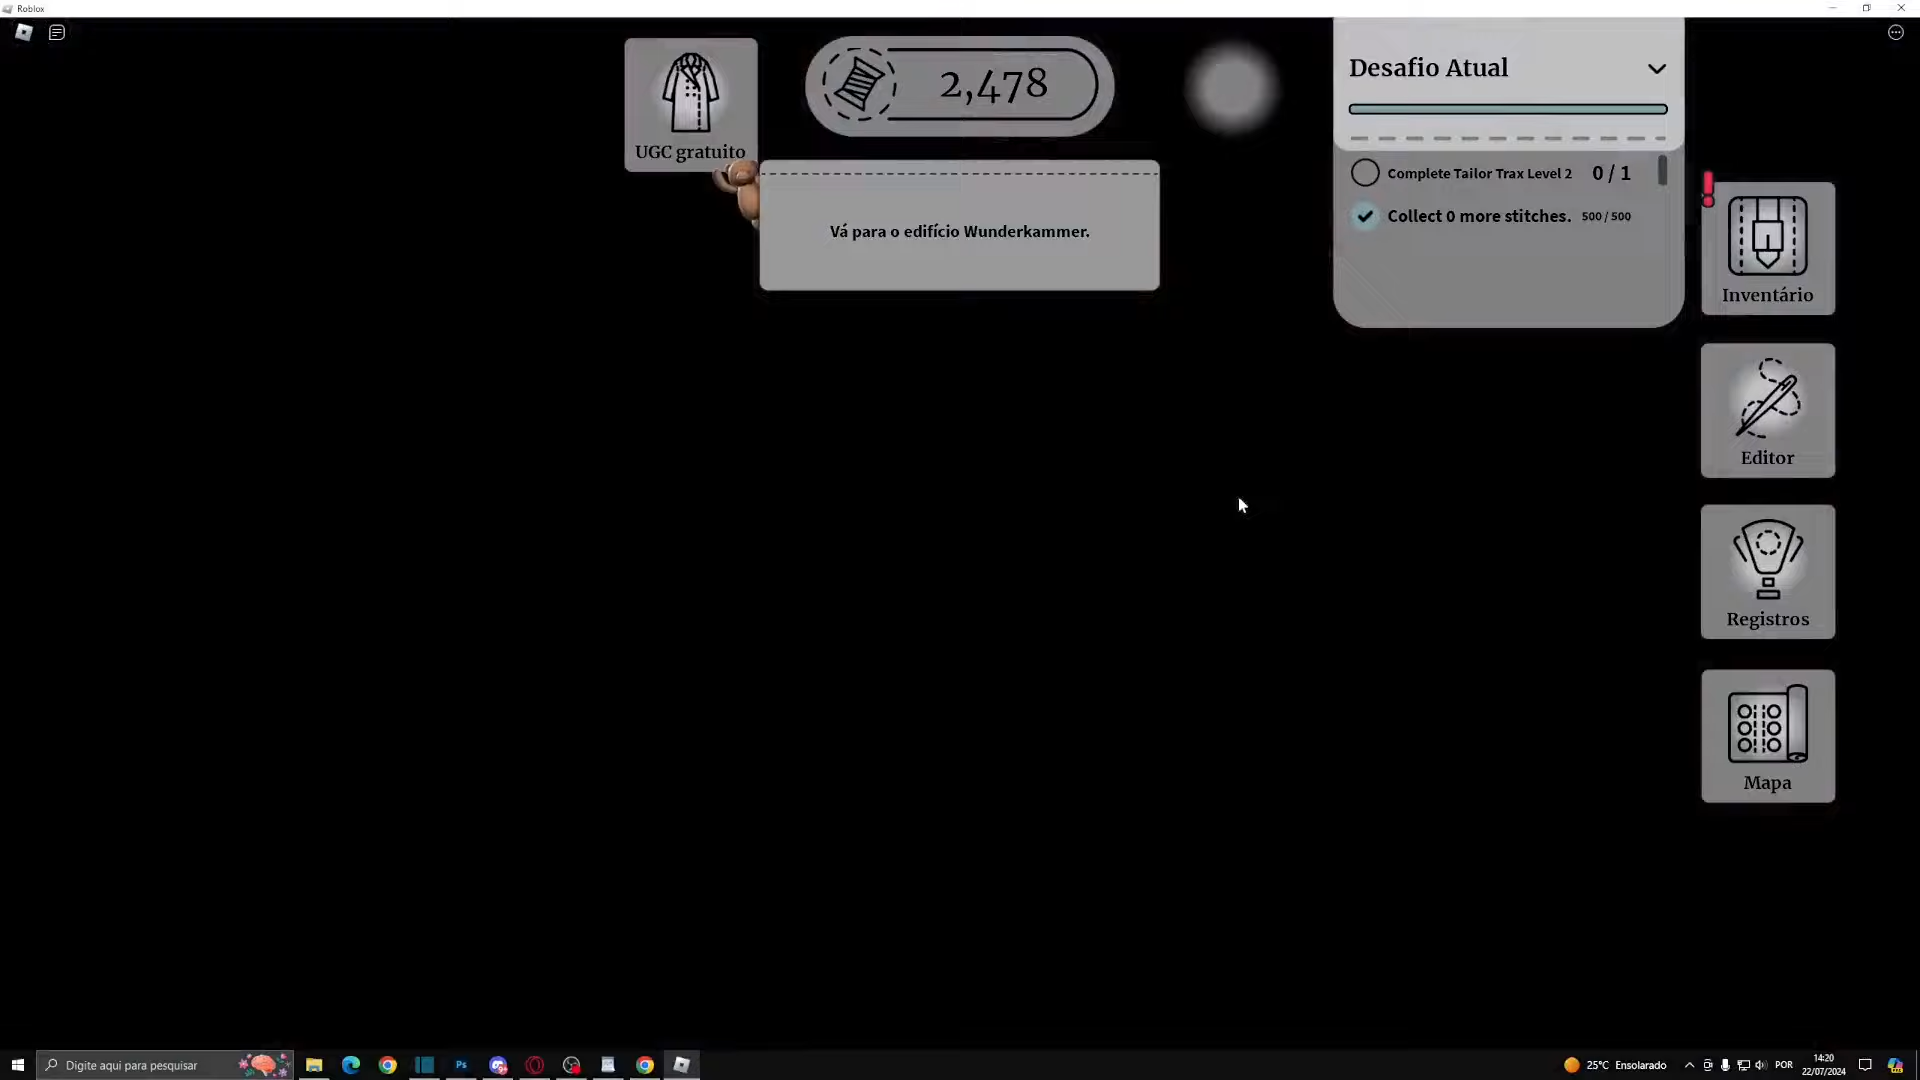 Roblox
UGC gratuito
2,478
Desafio Atual
Complete Tailor Trax Level 2 0 / 1
Collect 0 more stitches. 500 / 500
Vá para o edifício Wunderkammer.
Inventário
Editor
Registros
Mapa
Digite aqui para pesquisar
Ps
25°C Ensolarado
POR
14:20
22/07/2024